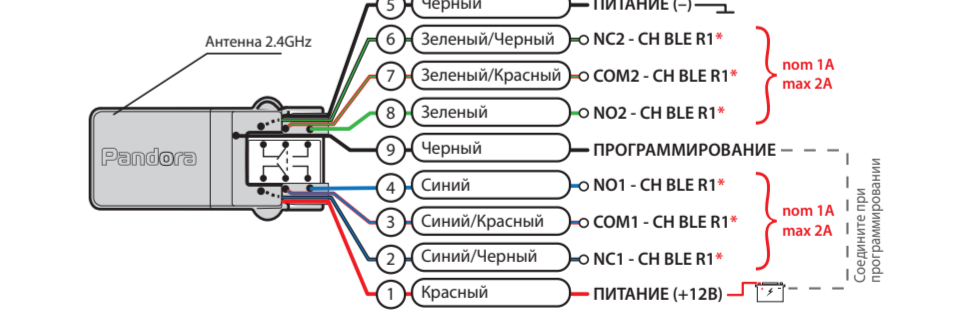 5 Черный ПИТАНИЕ (–)
Антенна 2.4GHz
6 Зеленый/Черный NC2 - CH BLE R1*
7 Зеленый/Красный COM2 - CH BLE R1*
nom 1A
max 2A
8 Зеленый NO2 - CH BLE R1*
Pandora
9 Черный ПРОГРАММИРОВАНИЕ
4 Синий NO1 - CH BLE R1*
3 Синий/Красный COM1 - CH BLE R1*
nom 1A
max 2A
2 Синий/Черный NC1 - CH BLE R1*
1 Красный ПИТАНИЕ (+12В)
Соедините при
программировании